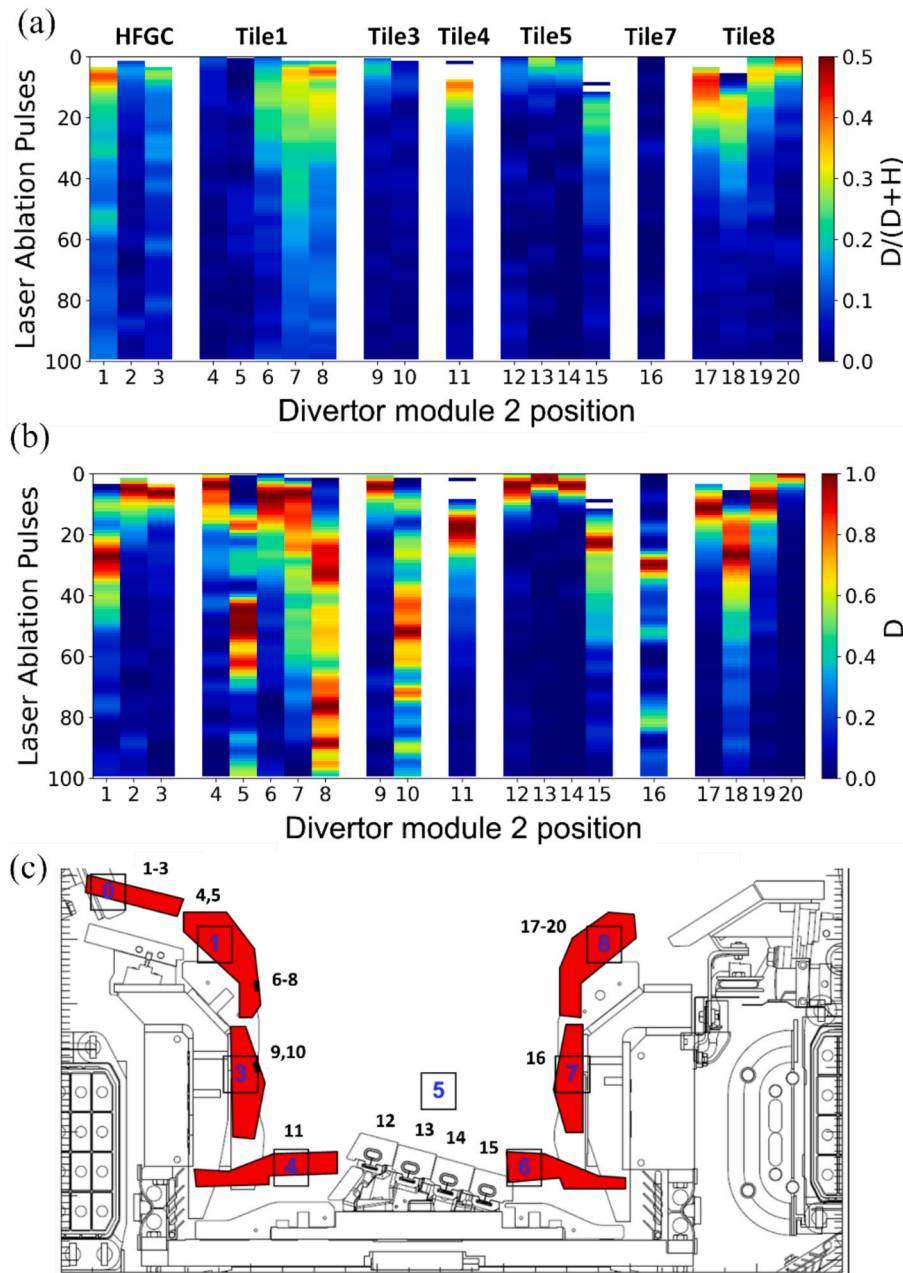 (a)
HFGC Tile1 Tile3 Tile4 Tile5 Tile7 Tile8
0 0.5
20 0.4
40 0.3
60 0.2
80 0.1
100 0.0
Laser Ablation Pulses
D/(D+H)
1 2 3 4 5 6 7 8 9 10 11 12 13 14 15 16 17 18 19 20
Divertor module 2 position
(b)
0 1.0
20 0.8
40 0.6
60 0.4
80 0.2
100 0.0
Laser Ablation Pulses
D
1 2 3 4 5 6 7 8 9 10 11 12 13 14 15 16 17 18 19 20
Divertor module 2 position
(c)
0 1-3
4,5
1
17-20 8
6-8
9,10
3
16 7
5
11
4
12
13
14
15
6